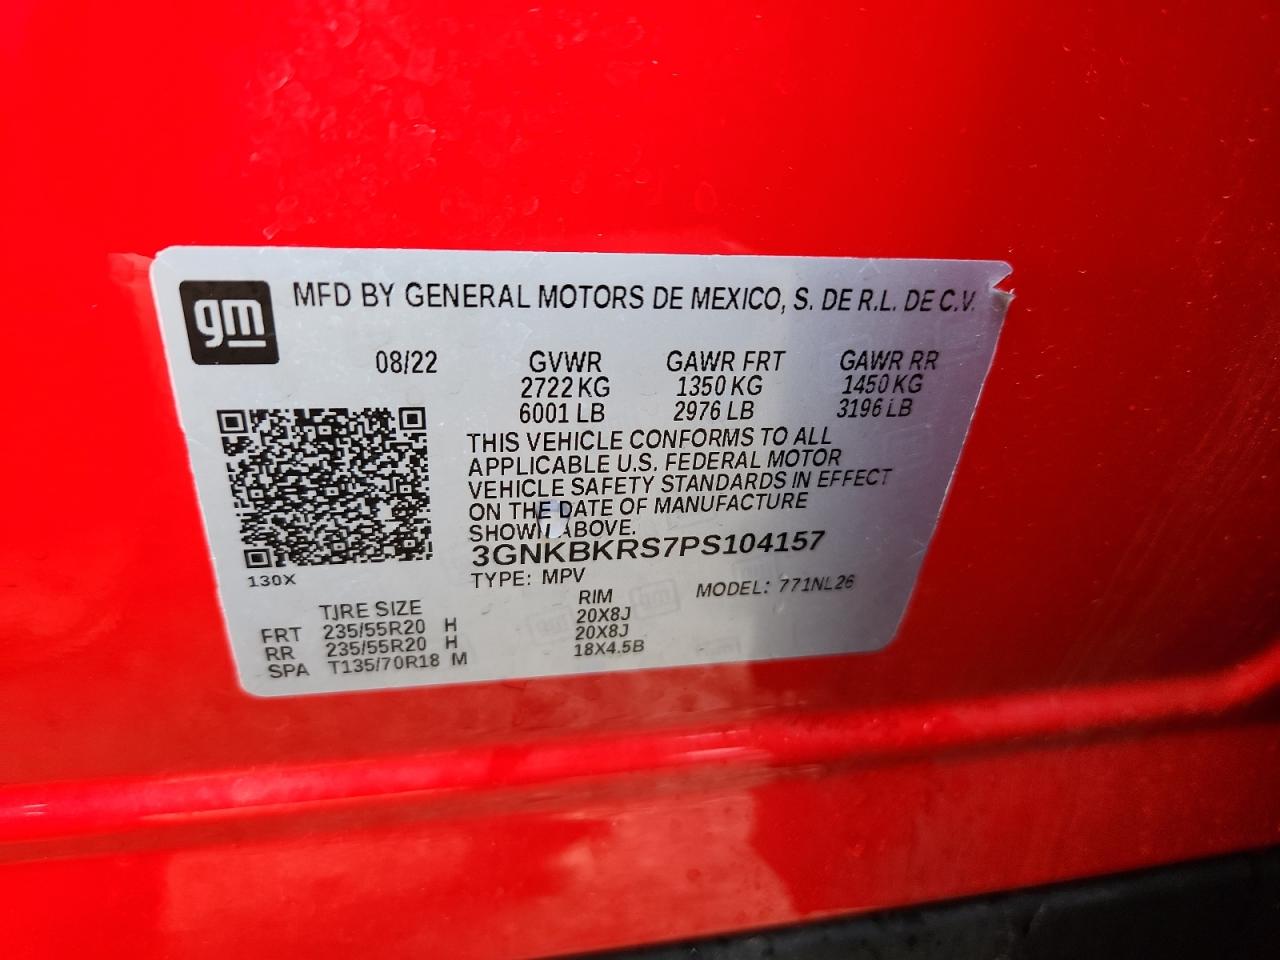 gm MFD BY GENERAL MOTORS DE MEXICO, S. DE R.L. DE C.V.
08/22 GVWR GAWR FRT GAWR RR
2722 KG 1350 KG 1450 KG
6001 LB 2976 LB 3196 LB
THIS VEHICLE CONFORMS TO ALL
APPLICABLE U.S. FEDERAL MOTOR
VEHICLE SAFETY STANDARDS IN EFFECT
ON THE DATE OF MANUFACTURE
SHOWN ABOVE.
3GNKBKRS7PS104157
130X TYPE: MPV MODEL: 771NL26
TIRE SIZE RIM
FRT 235/55R20 H 20X8J
RR 235/55R20 H 20X8J
SPA T135/70R18 M 18X4.5B